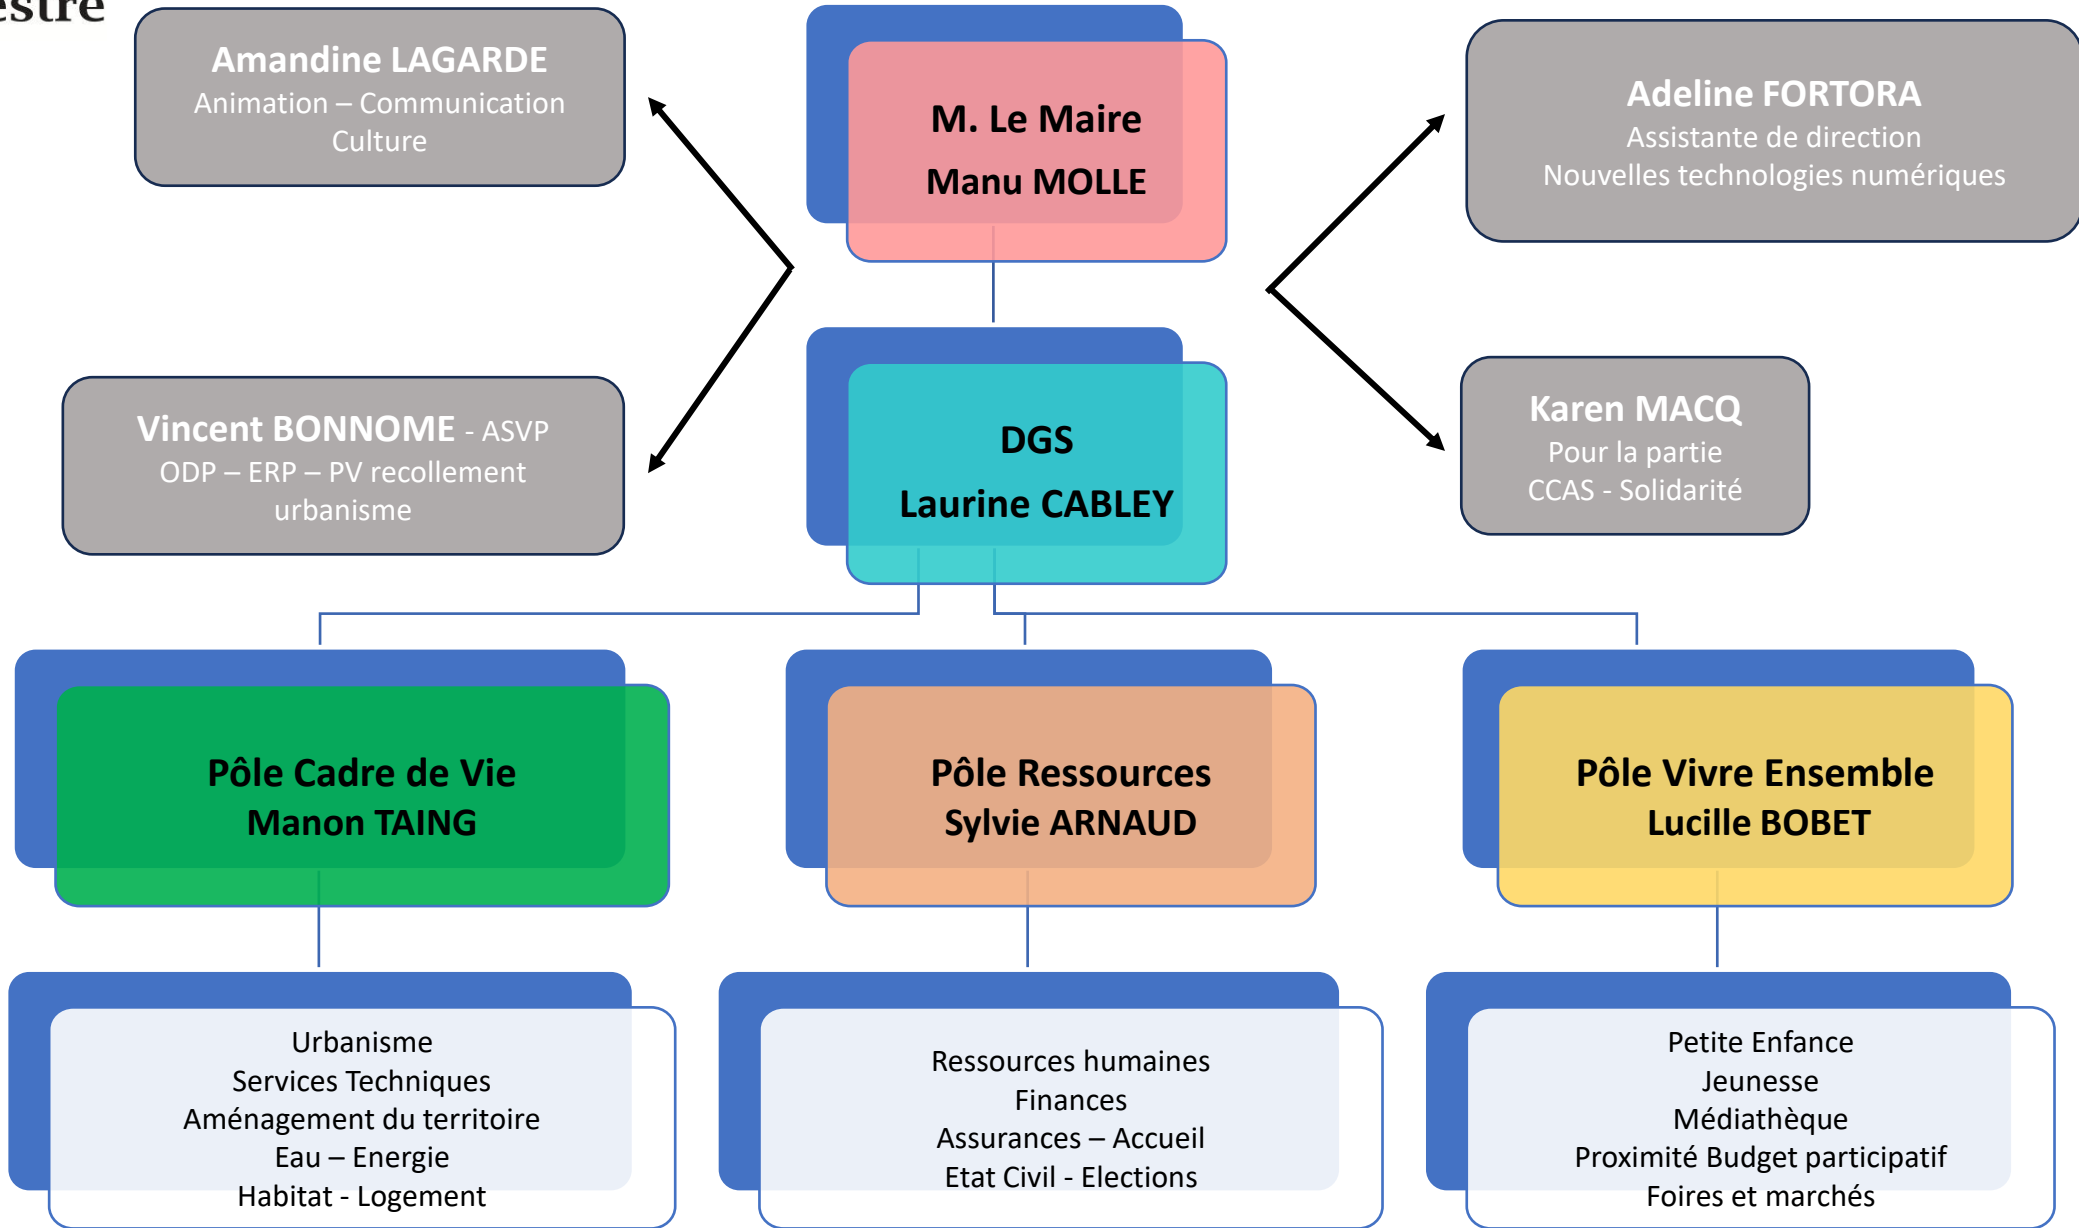 Amandine LAGARDE
Animation – Communication
Culture
M. Le Maire
Manu MOLLE
Adeline FORTORA
Assistante de direction
Nouvelles technologies numériques
Vincent BONNOME - ASVP
ODP – ERP – PV recollement
urbanisme
DGS
Laurine CABLEY
Karen MACQ
Pour la partie
CCAS - Solidarité
Pôle Cadre de Vie
Manon TAING
Pôle Ressources
Sylvie ARNAUD
Pôle Vivre Ensemble
Lucille BOBET
Urbanisme
Services Techniques
Aménagement du territoire
Eau – Energie
Habitat - Logement
Ressources humaines
Finances
Assurances – Accueil
Etat Civil - Elections
Petite Enfance
Jeunesse
Médiathèque
Proximité Budget participatif
Foires et marchés